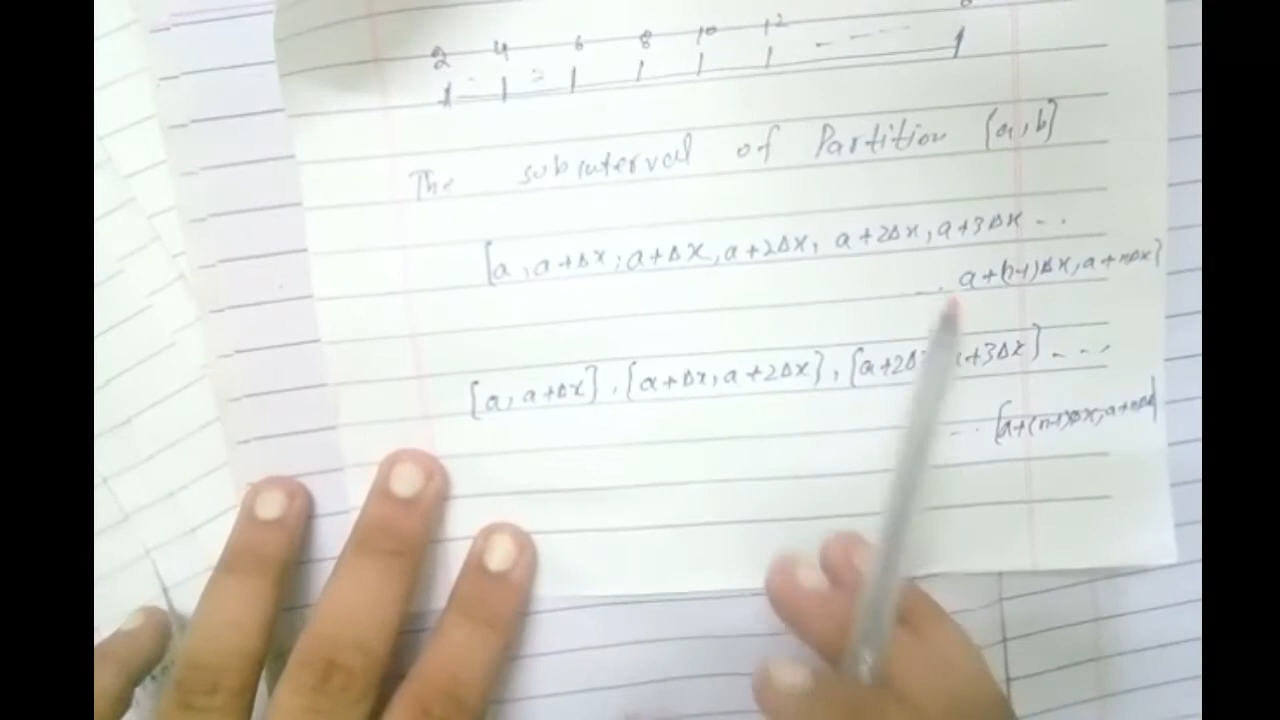 2 4 6 8 10 12
- - - -
The subinterval of Partition [a, b]
[a, a+Δx, a+Δx, a+2Δx, a+2Δx, a+3Δx - ..
.. a+(n-1)Δx, a+nΔx]
[a, a+Δx], [a+Δx, a+2Δx], [a+2Δ +3Δx] - - -
- .. [a+(n-1)Δx, a+nΔx]